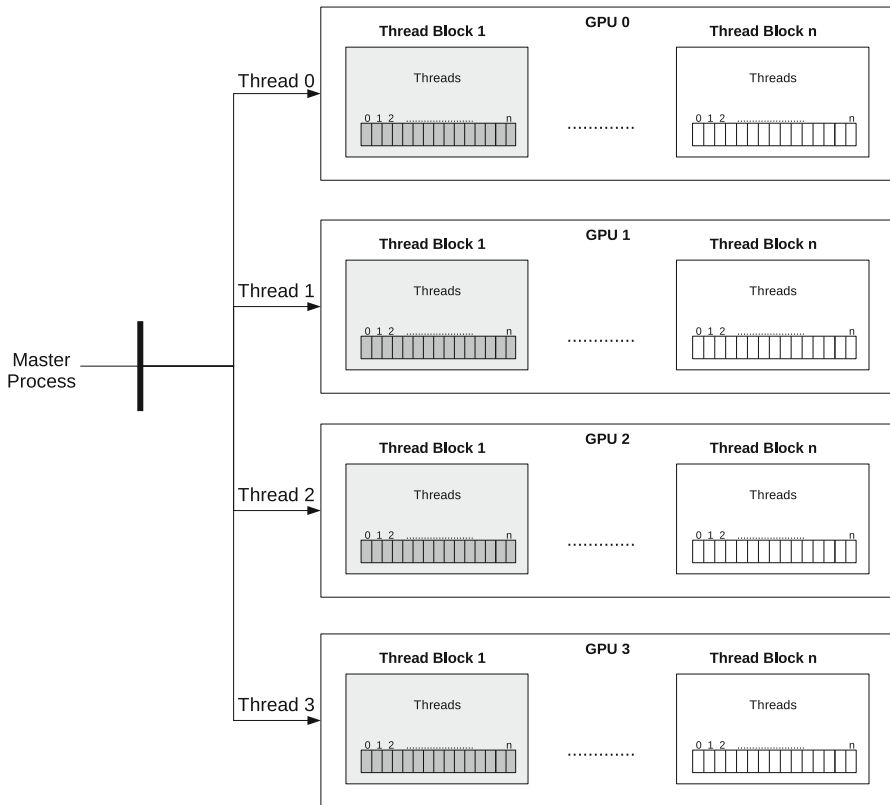 GPU 0
Thread Block 1
Thread Block n
Thread 0
Threads
Threads
0 1 2 ...................... n
0 1 2 ...................... n
.............
GPU 1
Thread Block 1
Thread Block n
Thread 1
Threads
Threads
0 1 2 ...................... n
0 1 2 ...................... n
.............
Master
Process
GPU 2
Thread Block 1
Thread Block n
Thread 2
Threads
Threads
0 1 2 ...................... n
0 1 2 ...................... n
.............
GPU 3
Thread Block 1
Thread Block n
Thread 3
Threads
Threads
0 1 2 ...................... n
0 1 2 ...................... n
.............